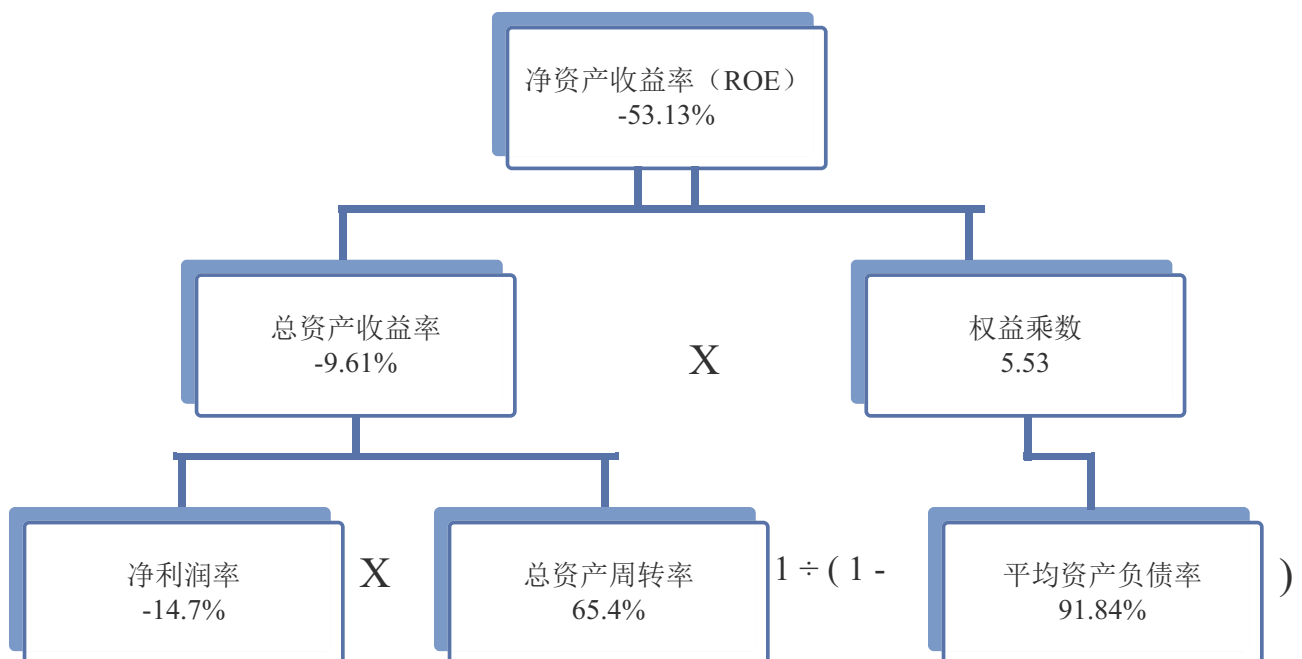 净资产收益率（ROE）
-53.13%
总资产收益率
-9.61%
X
权益乘数
5.53
净利润率
-14.7%
X
总资产周转率
65.4%
1 ÷ ( 1 -
平均资产负债率
91.84%
)